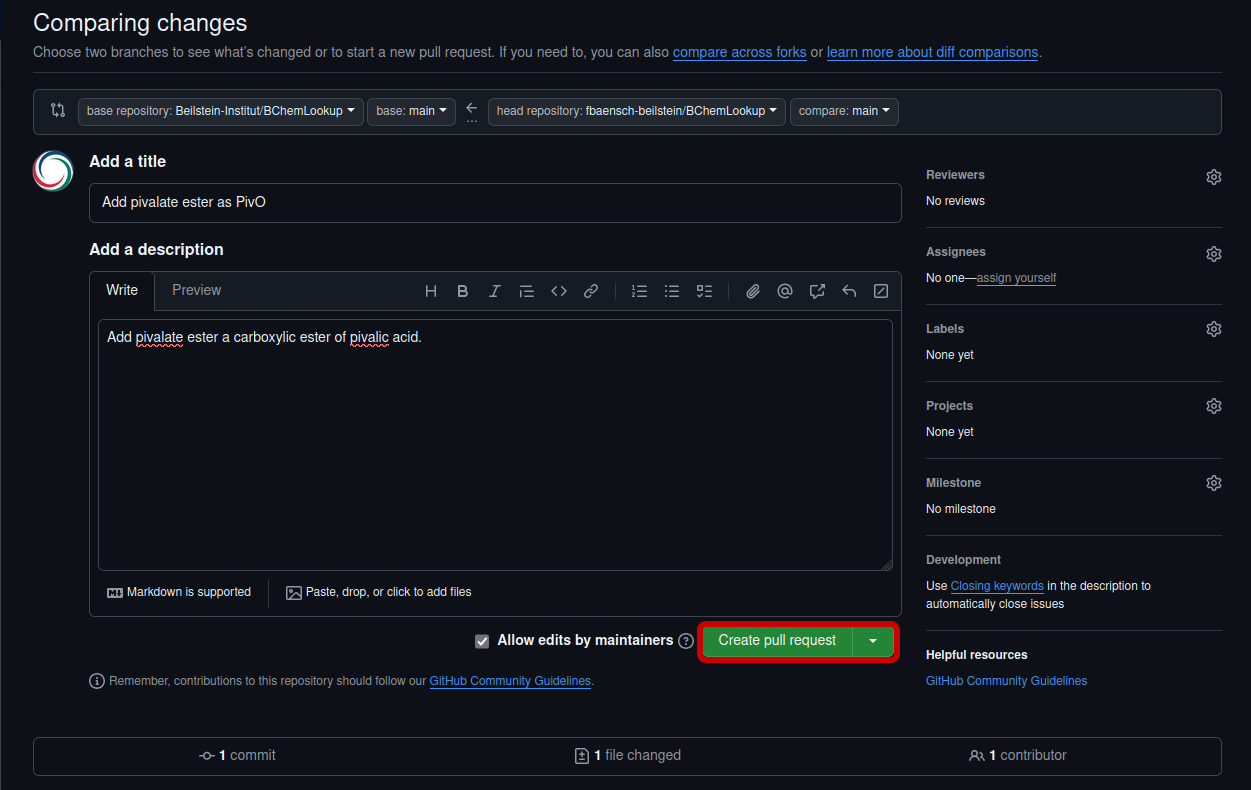 Comparing changes
Choose two branches to see what's changed or to start a new pull request. If you need to, you can also compare across forks or learn more about diff comparisons.
base repository: Beilstein-Institut/BChemLookup base: main ... head repository: fbaensch-beilstein/BChemLookup compare: main
Add a title
Add pivalate ester as PivO
Add a description
Write Preview
Add pivalate ester a carboxylic ester of pivalic acid.
Markdown is supported Paste, drop, or click to add files
Allow edits by maintainers ? Create pull request
Remember, contributions to this repository should follow our GitHub Community Guidelines.
Reviewers
No reviews
Assignees
No one—assign yourself
Labels
None yet
Projects
None yet
Milestone
No milestone
Development
Use Closing keywords in the description to
automatically close issues
Helpful resources
GitHub Community Guidelines
1 commit 1 file changed 1 contributor